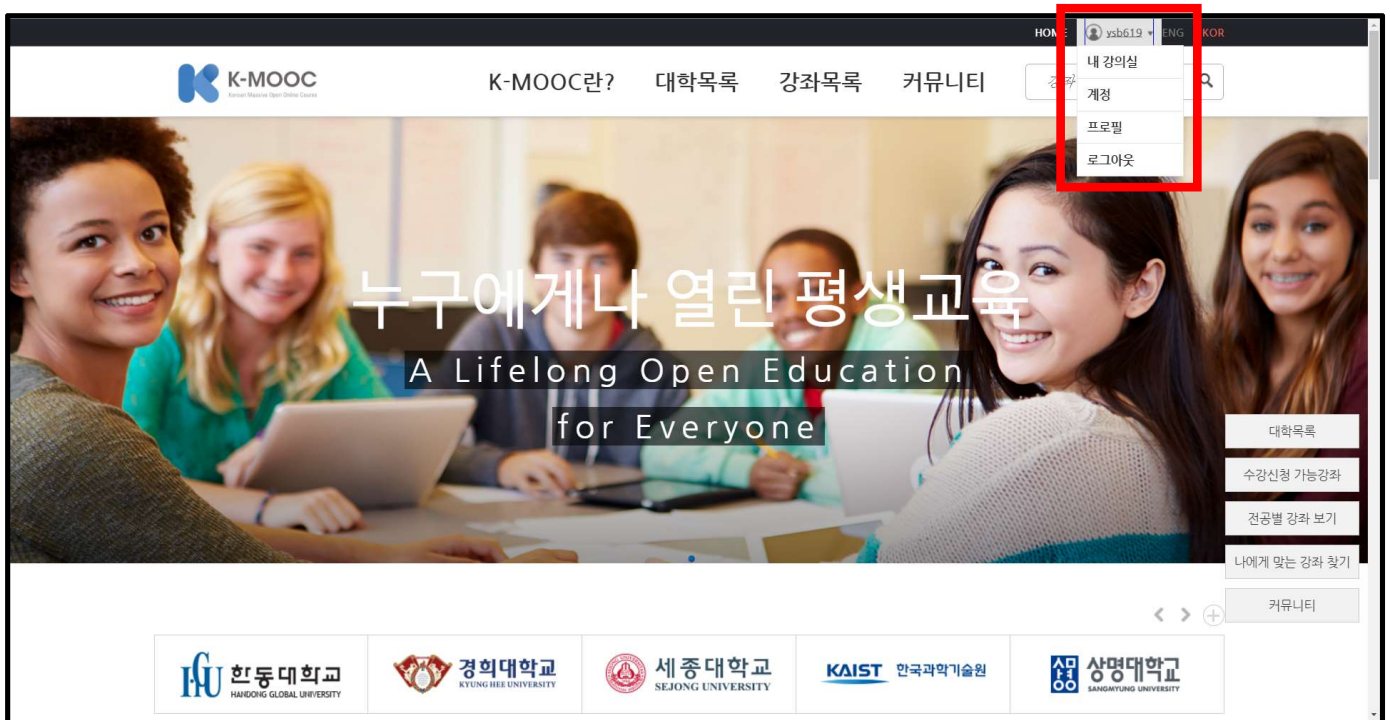 HOME ysb619 ▾ ENG KOR
K-MOOC
Korean Massive Open Online Course
K-MOOC란? 대학목록 강좌목록 커뮤니티
내 강의실
계정
프로필
로그아웃
누구에게나 열린 평생교육
A Lifelong Open Education
for Everyone
대학목록
수강신청 가능강좌
전공별 강좌 보기
나에게 맞는 강좌 찾기
커뮤니티
한동대학교
HANDONG GLOBAL UNIVERSITY
경희대학교
KYUNG HEE UNIVERSITY
세종대학교
SEJONG UNIVERSITY
KAIST 한국과학기술원
상명대학교
SANGMYUNG UNIVERSITY